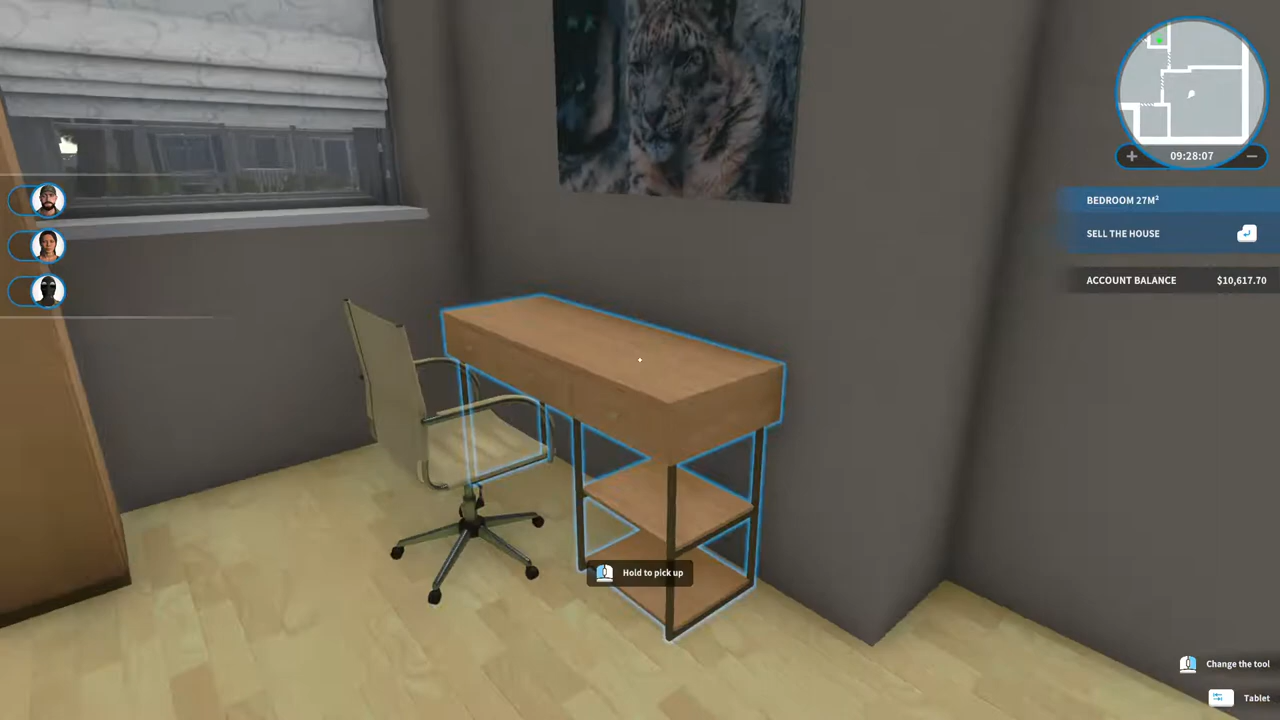 09:28:07
BEDROOM 27M²
SELL THE HOUSE
ACCOUNT BALANCE $10,617.70
Hold to pick up
Change the tool
Tablet